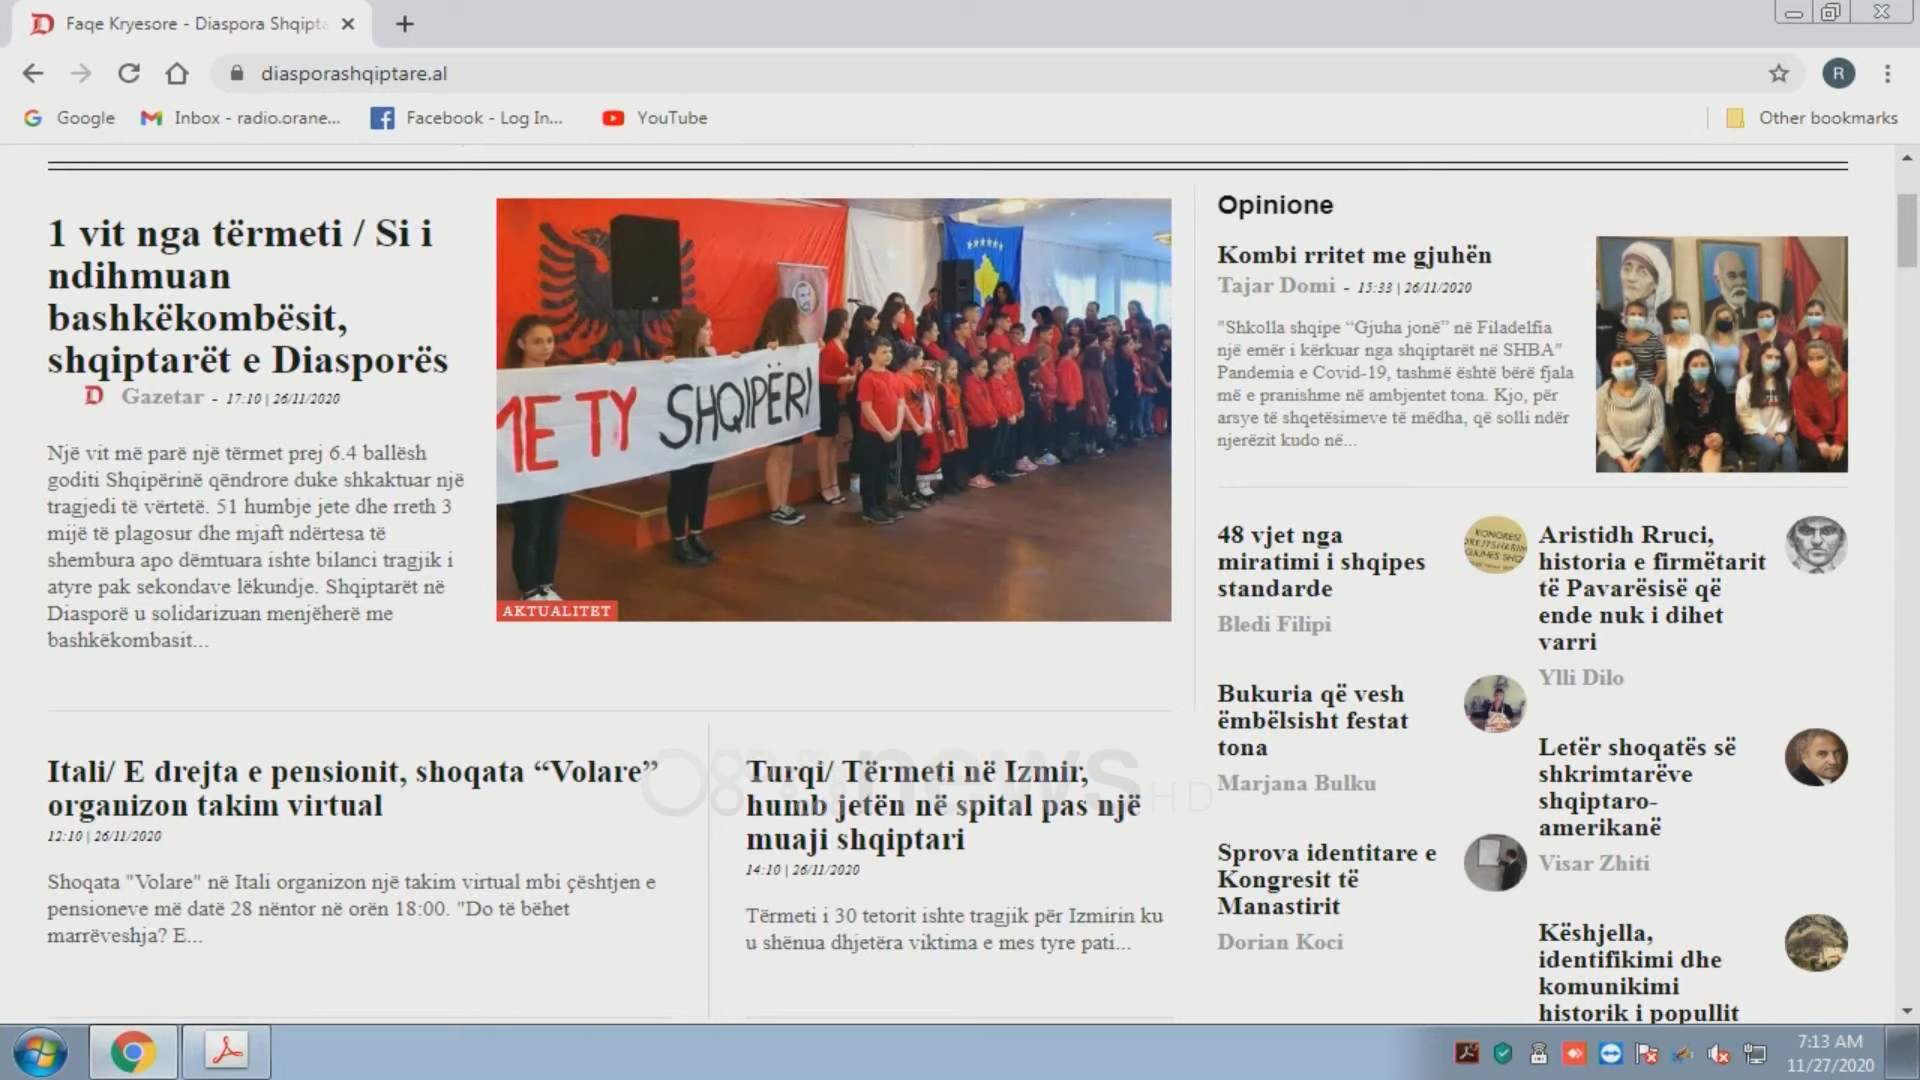 Faqe Kryesore - Diaspora Shqipta
diasporashqiptare.al
R
Google
Inbox - radio.orane...
Facebook - Log In...
YouTube
Other bookmarks
1 vit nga tërmeti / Si i
ndihmuan
bashkëkombësit,
shqiptarët e Diasporës
D Gazetar - 17:10 | 26/11/2020
Një vit më parë një tërmet prej 6.4 ballësh
goditi Shqipërinë qëndrore duke shkaktuar një
tragjedi të vërtetë. 51 humbje jete dhe rreth 3
mijë të plagosur dhe mjaft ndërtesa të
shembura apo dëmtuara ishte bilanci tragjik i
atyre pak sekondave lëkundje. Shqiptarët në
Diasporë u solidarizuan menjëherë me
bashkëkombasit...
ME TY SHQIPËRI
AKTUALITET
Itali/ E drejta e pensionit, shoqata “Volare”
organizon takim virtual
12:10 | 26/11/2020
Shoqata "Volare" në Itali organizon një takim virtual mbi çështjen e
pensioneve më datë 28 nëntor në orën 18:00. "Do të bëhet
marrëveshja? E...
Turqi/ Tërmeti në Izmir,
humb jetën në spital pas një
muaji shqiptari
14:10 | 26/11/2020
Tërmeti i 30 tetorit ishte tragjik për Izmirin ku
u shënua dhjetëra viktima e mes tyre pati...
news HD
Opinione
Kombi rritet me gjuhën
Tajar Domi - 15:33 | 26/11/2020
"Shkolla shqipe “Gjuha jonë” në Filadelfia
një emër i kërkuar nga shqiptarët në SHBA"
Pandemia e Covid-19, tashmë është bërë fjala
më e pranishme në ambjentet tona. Kjo, për
arsye të shqetësimeve të mëdha, që solli ndër
njerëzit kudo në...
48 vjet nga
miratimi i shqipes
standarde
Bledi Filipi
Bukuria që vesh
ëmbëlsisht festat
tona
Marjana Bulku
Sprova identitare e
Kongresit të
Manastirit
Dorian Koci
Aristidh Rruci,
historia e firmëtarit
të Pavarësisë që
ende nuk i dihet
varri
Ylli Dilo
Letër shoqatës së
shkrimtarëve
shqiptaro-
amerikanë
Visar Zhiti
Kështjella,
identifikimi dhe
komunikimi
historik i popullit
7:13 AM
11/27/2020